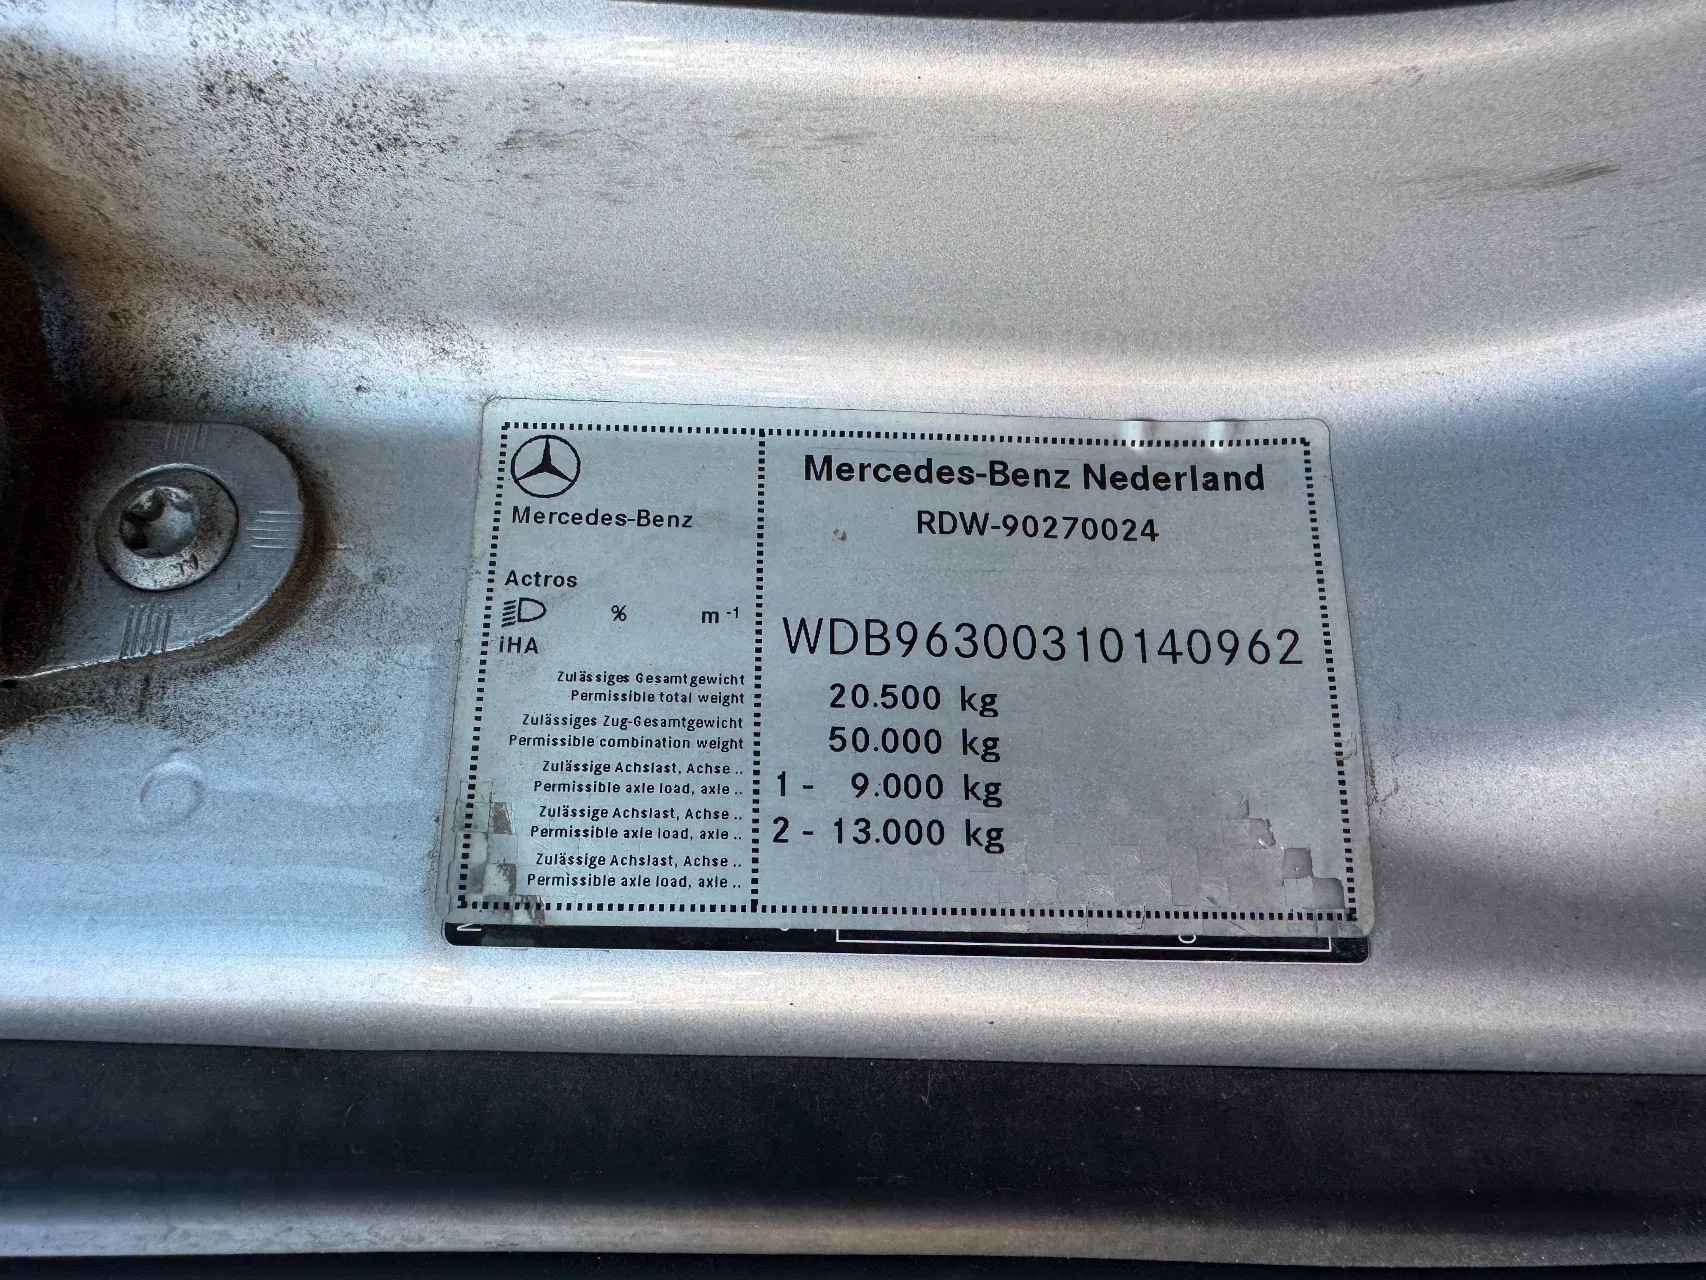 Mercedes-Benz
Actros
% m⁻¹
iHA
Mercedes-Benz Nederland
RDW-90270024
WDB96300310140962
Zulässiges Gesamtgewicht
Permissible total weight 20.500 kg
Zulässiges Zug-Gesamtgewicht
Permissible combination weight 50.000 kg
Zulässige Achslast, Achse ..
Permissible axle load, axle .. 1 - 9.000 kg
Zulässige Achslast, Achse ..
Permissible axle load, axle .. 2 - 13.000 kg
Zulässige Achslast, Achse ..
Permissible axle load, axle ..